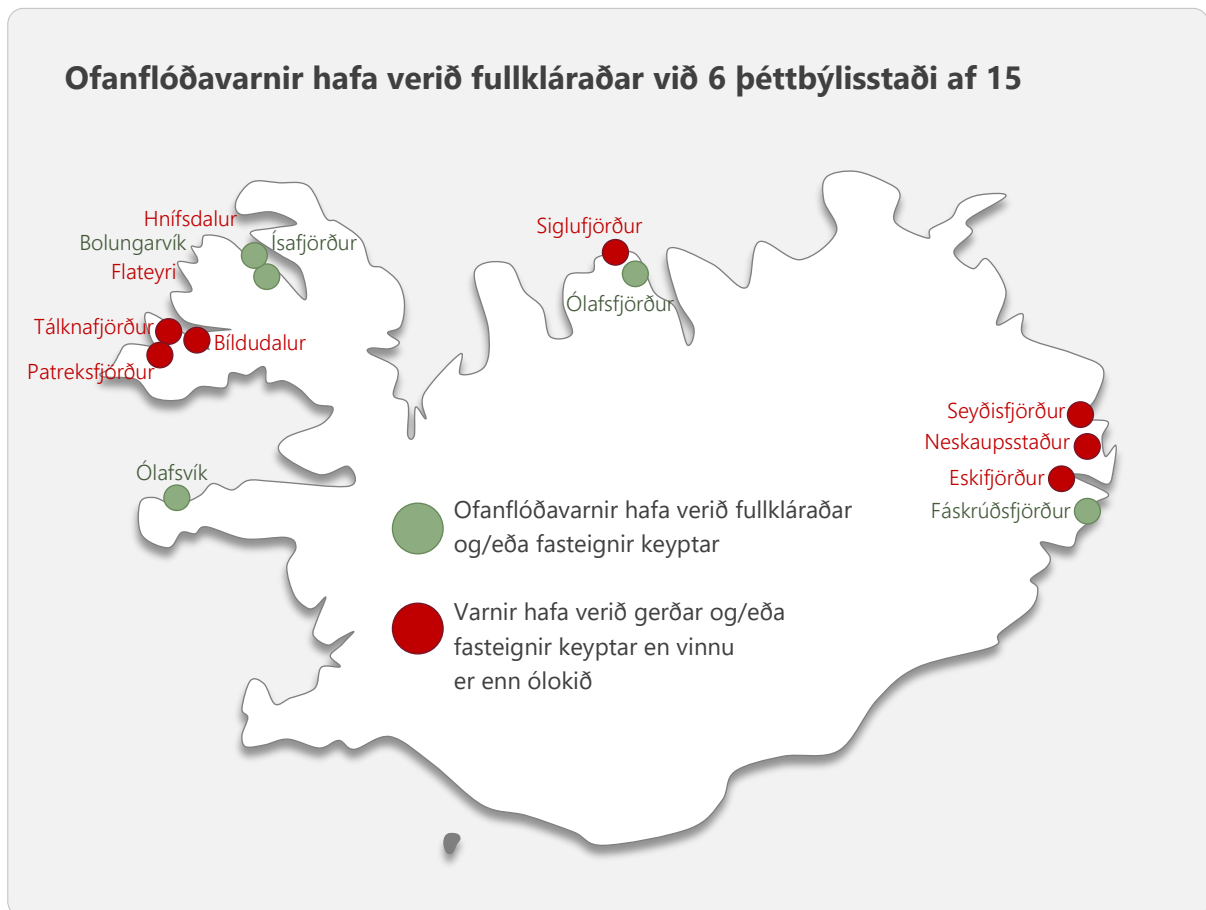 Ofanflóðavarnir hafa verið fullkláraðar við 6 þéttbýlisstaði af 15
Hnífsdalur
Bolungarvík
Ísafjörður
Flateyri
Tálknafjörður
Bíldudalur
Patreksfjörður
Siglufjörður
Ólafsfjörður
Ólafsvík
Seyðisfjörður
Neskaupsstaður
Eskifjörður
Fáskrúðsfjörður
Ofanflóðavarnir hafa verið fullkláraðar
og/eða fasteignir keyptar
Varnir hafa verið gerðar og/eða
fasteignir keyptar en vinnu
er enn ólokið